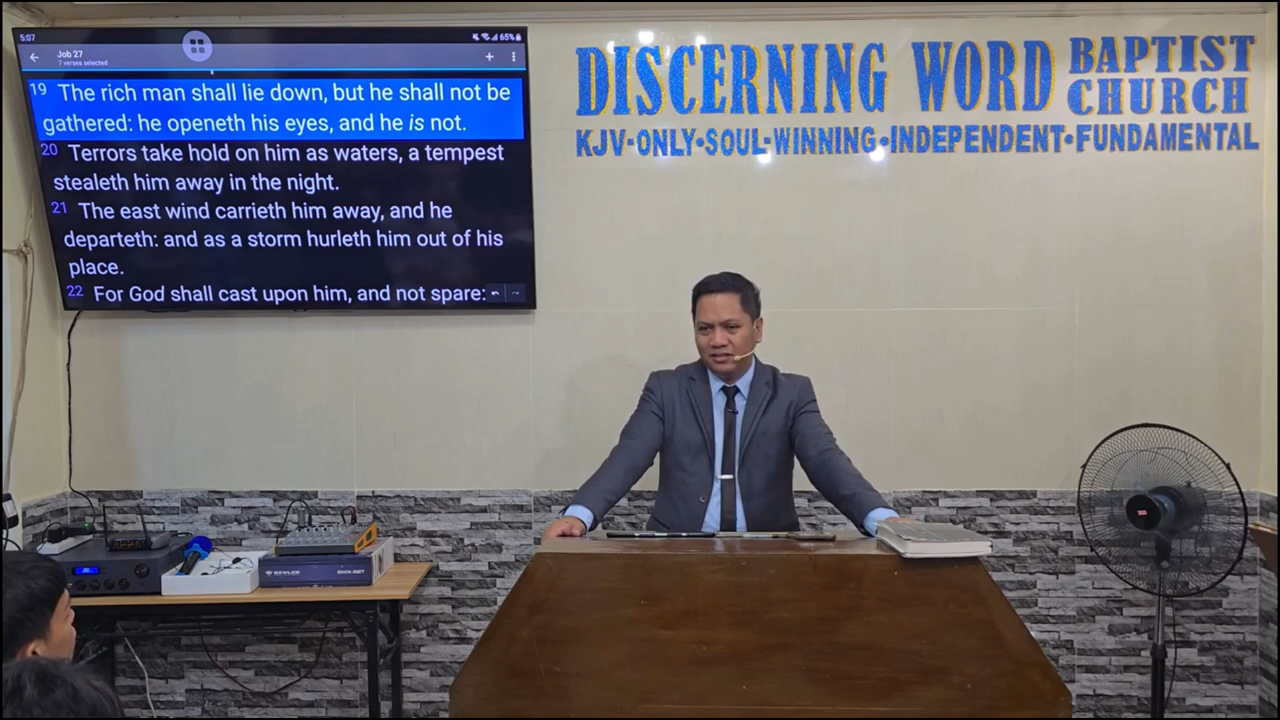 5:07
65%
Job 27
7 verses selected
19 The rich man shall lie down, but he shall not be
gathered: he openeth his eyes, and he is not.
20 Terrors take hold on him as waters, a tempest
stealeth him away in the night.
21 The east wind carrieth him away, and he
departeth: and as a storm hurleth him out of his
place.
22 For God shall cast upon him, and not spare:
DISCERNING WORD BAPTIST CHURCH
KJV-ONLY•SOUL-WINNING•INDEPENDENT•FUNDAMENTAL
KEVLER